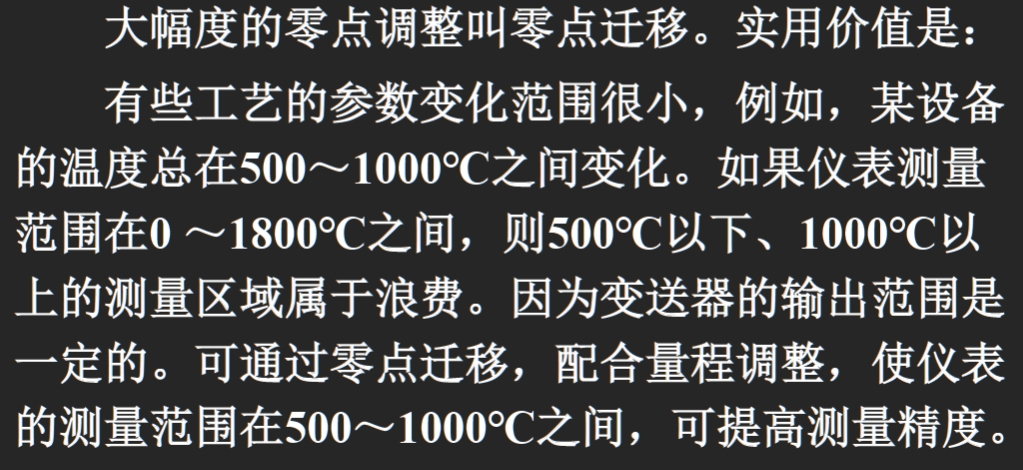 大幅度的零点调整叫零点迁移。实用价值是：
有些工艺的参数变化范围很小，例如，某设备
的温度总在500～1000℃之间变化。如果仪表测量
范围在0 ～1800℃之间，则500℃以下、1000℃以
上的测量区域属于浪费。因为变送器的输出范围是
一定的。可通过零点迁移，配合量程调整，使仪表
的测量范围在500～1000℃之间，可提高测量精度。